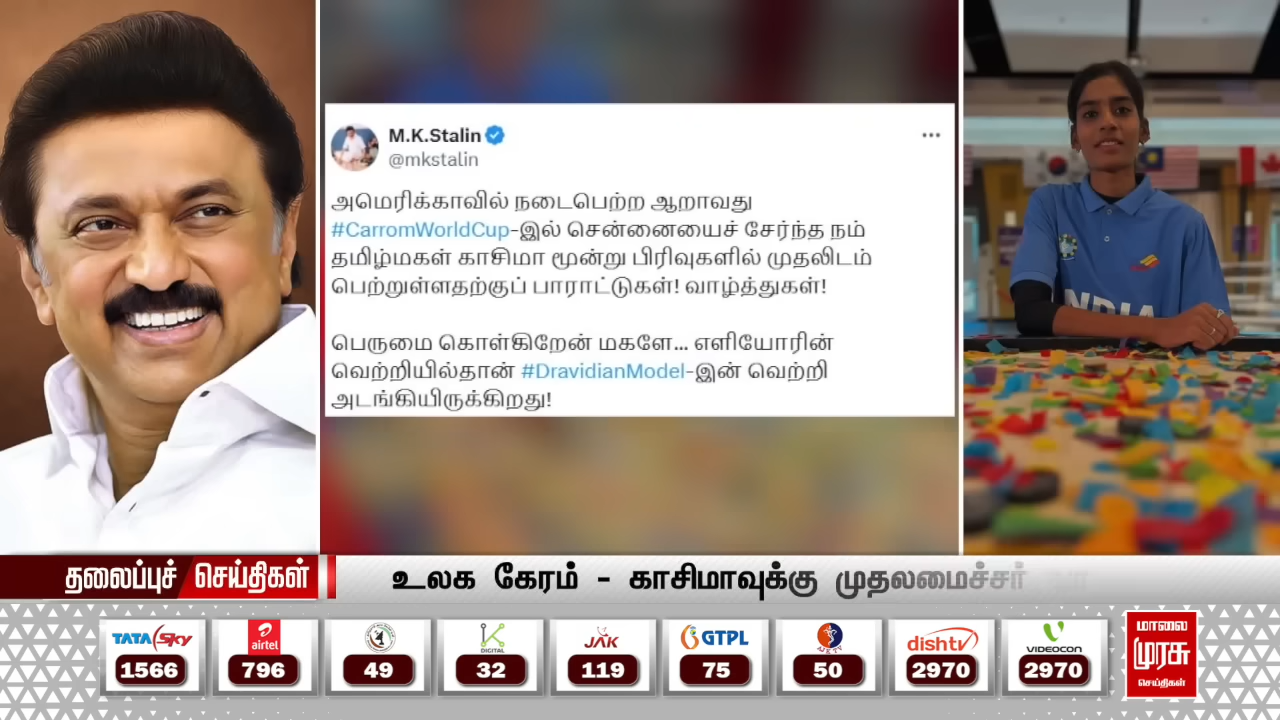 M.K.Stalin
@mkstalin
அமெரிக்காவில் நடைபெற்ற ஆறாவது
#CarromWorldCup-இல் சென்னையைச் சேர்ந்த நம்
தமிழ்மகள் காசிமா மூன்று பிரிவுகளில் முதலிடம்
பெற்றுள்ளதற்குப் பாராட்டுகள்! வாழ்த்துகள்!
பெருமை கொள்கிறேன் மகளே... எளியோரின்
வெற்றியில்தான் #DravidianModel-இன் வெற்றி
அடங்கியிருக்கிறது!
INDIA
தலைப்புச் செய்திகள்
உலக கேரம் - காசிமாவுக்கு முதலமைச்சர்
TATA Sky
1566
airtel
796
49
DIGITAL
32
JAK
119
GTPL
75
AJK TV
50
dishtv
2970
VIDEOCON
2970
மாலை
முரசு
செய்திகள்